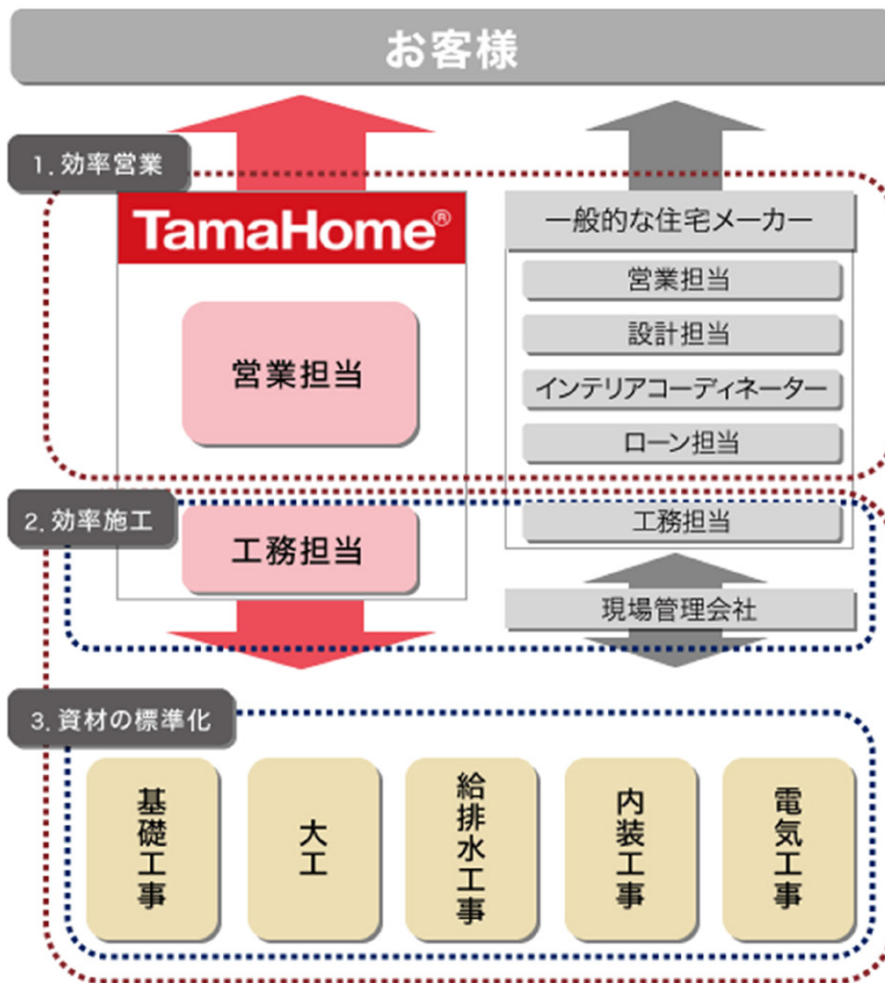 お客様
1. 効率営業
TamaHome®
営業担当
一般的な住宅メーカー
営業担当
設計担当
インテリアコーディネーター
ローン担当
2. 効率施工
工務担当
工務担当
現場管理会社
3. 資材の標準化
基礎工事
大工
給排水工事
内装工事
電気工事